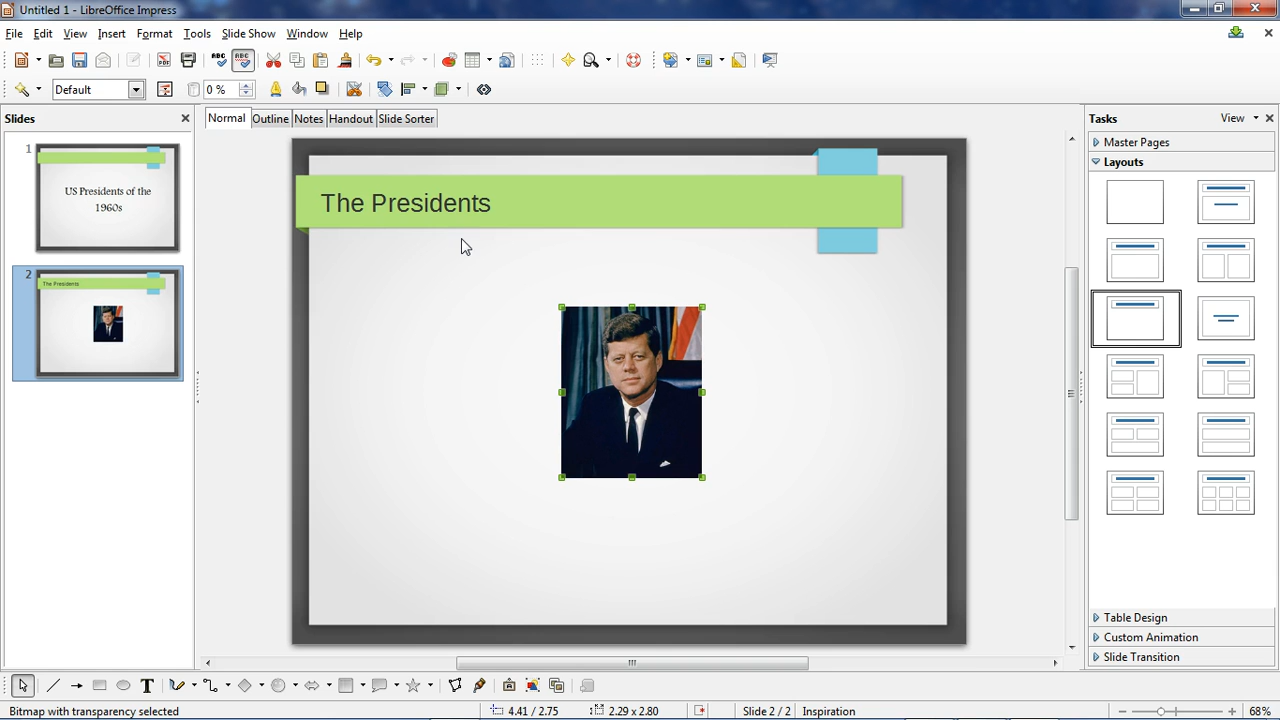 Untitled 1 - LibreOffice Impress
File Edit View Insert Format Tools Slide Show Window Help
ABC ABC
Default 0 %
Slides
Normal Outline Notes Handout Slide Sorter
Tasks View
1
US Presidents of the
1960s
2
The Presidents
The Presidents
Master Pages
Layouts
Table Design
Custom Animation
Slide Transition
Bitmap with transparency selected 4.41 / 2.75 2.29 x 2.80 Slide 2 / 2 Inspiration 68%